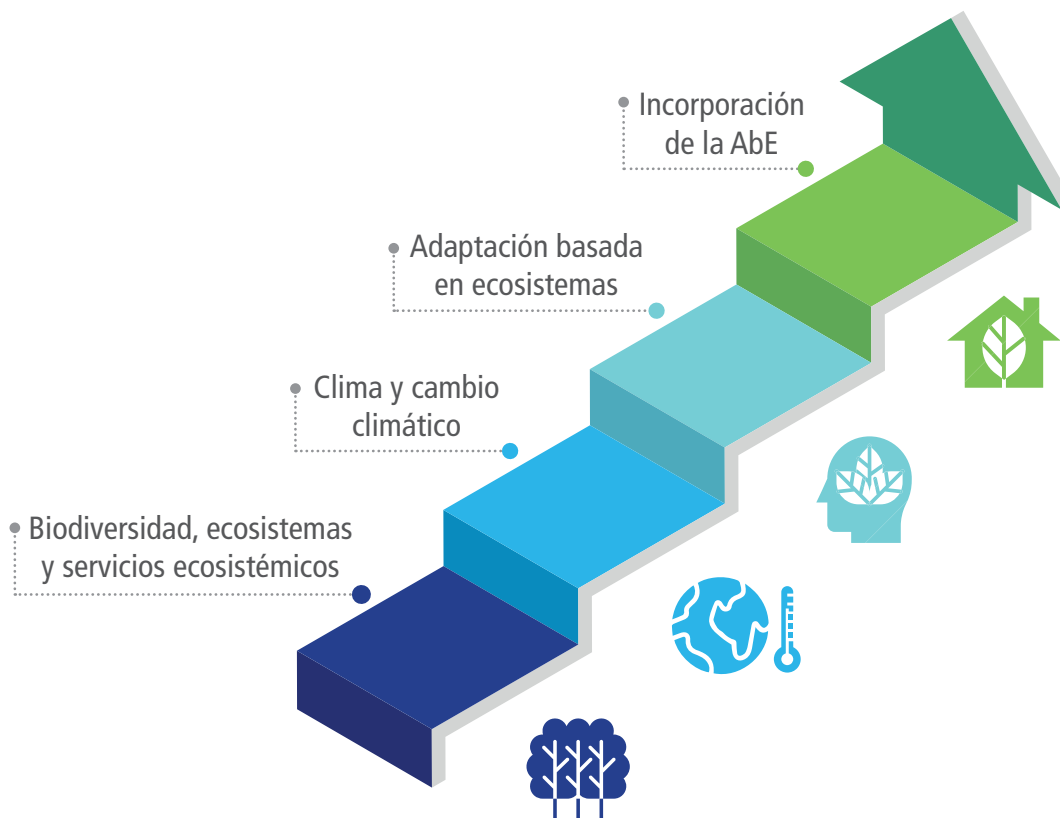 Incorporación
de la AbE
Adaptación basada
en ecosistemas
Clima y cambio
climático
Biodiversidad, ecosistemas
y servicios ecosistémicos